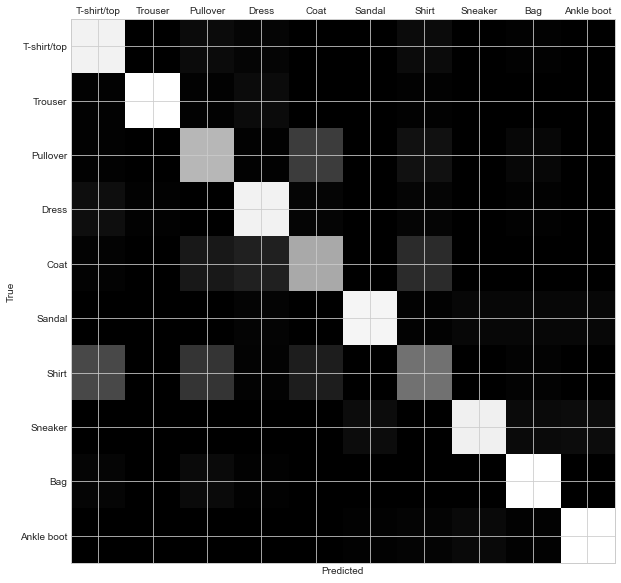 T-shirt/top Trouser Pullover Dress Coat Sandal Shirt Sneaker Bag Ankle boot
T-shirt/top
Trouser
Pullover
Dress
Coat
Sandal
Shirt
Sneaker
Bag
Ankle boot
True
Predicted